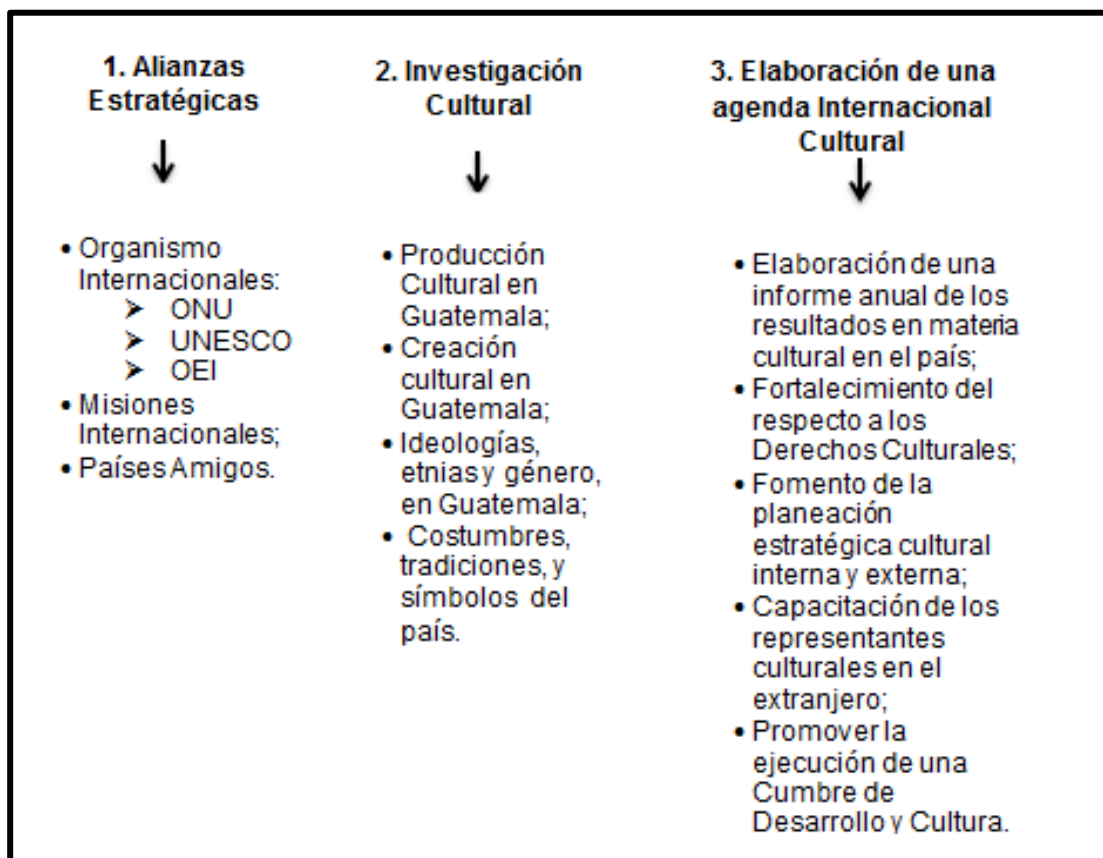 1. Alianzas
Estratégicas
• Organismo
Internacionales:
➤ ONU
➤ UNESCO
➤ OEI
• Misiones
Internacionales;
• Países Amigos.
2. Investigación
Cultural
• Producción
Cultural en
Guatemala;
• Creación
cultural en
Guatemala;
• Ideologías,
etnias y género,
en Guatemala;
• Costumbres,
tradiciones, y
símbolos del
país.
3. Elaboración de una
agenda Internacional
Cultural
• Elaboración de una
informe anual de los
resultados en materia
cultural en el país;
• Fortalecimiento del
respecto a los
Derechos Culturales;
• Fomento de la
planeación
estratégica cultural
interna y externa;
• Capacitación de los
representantes
culturales en el
extranjero;
• Promover la
ejecución de una
Cumbre de
Desarrollo y Cultura.